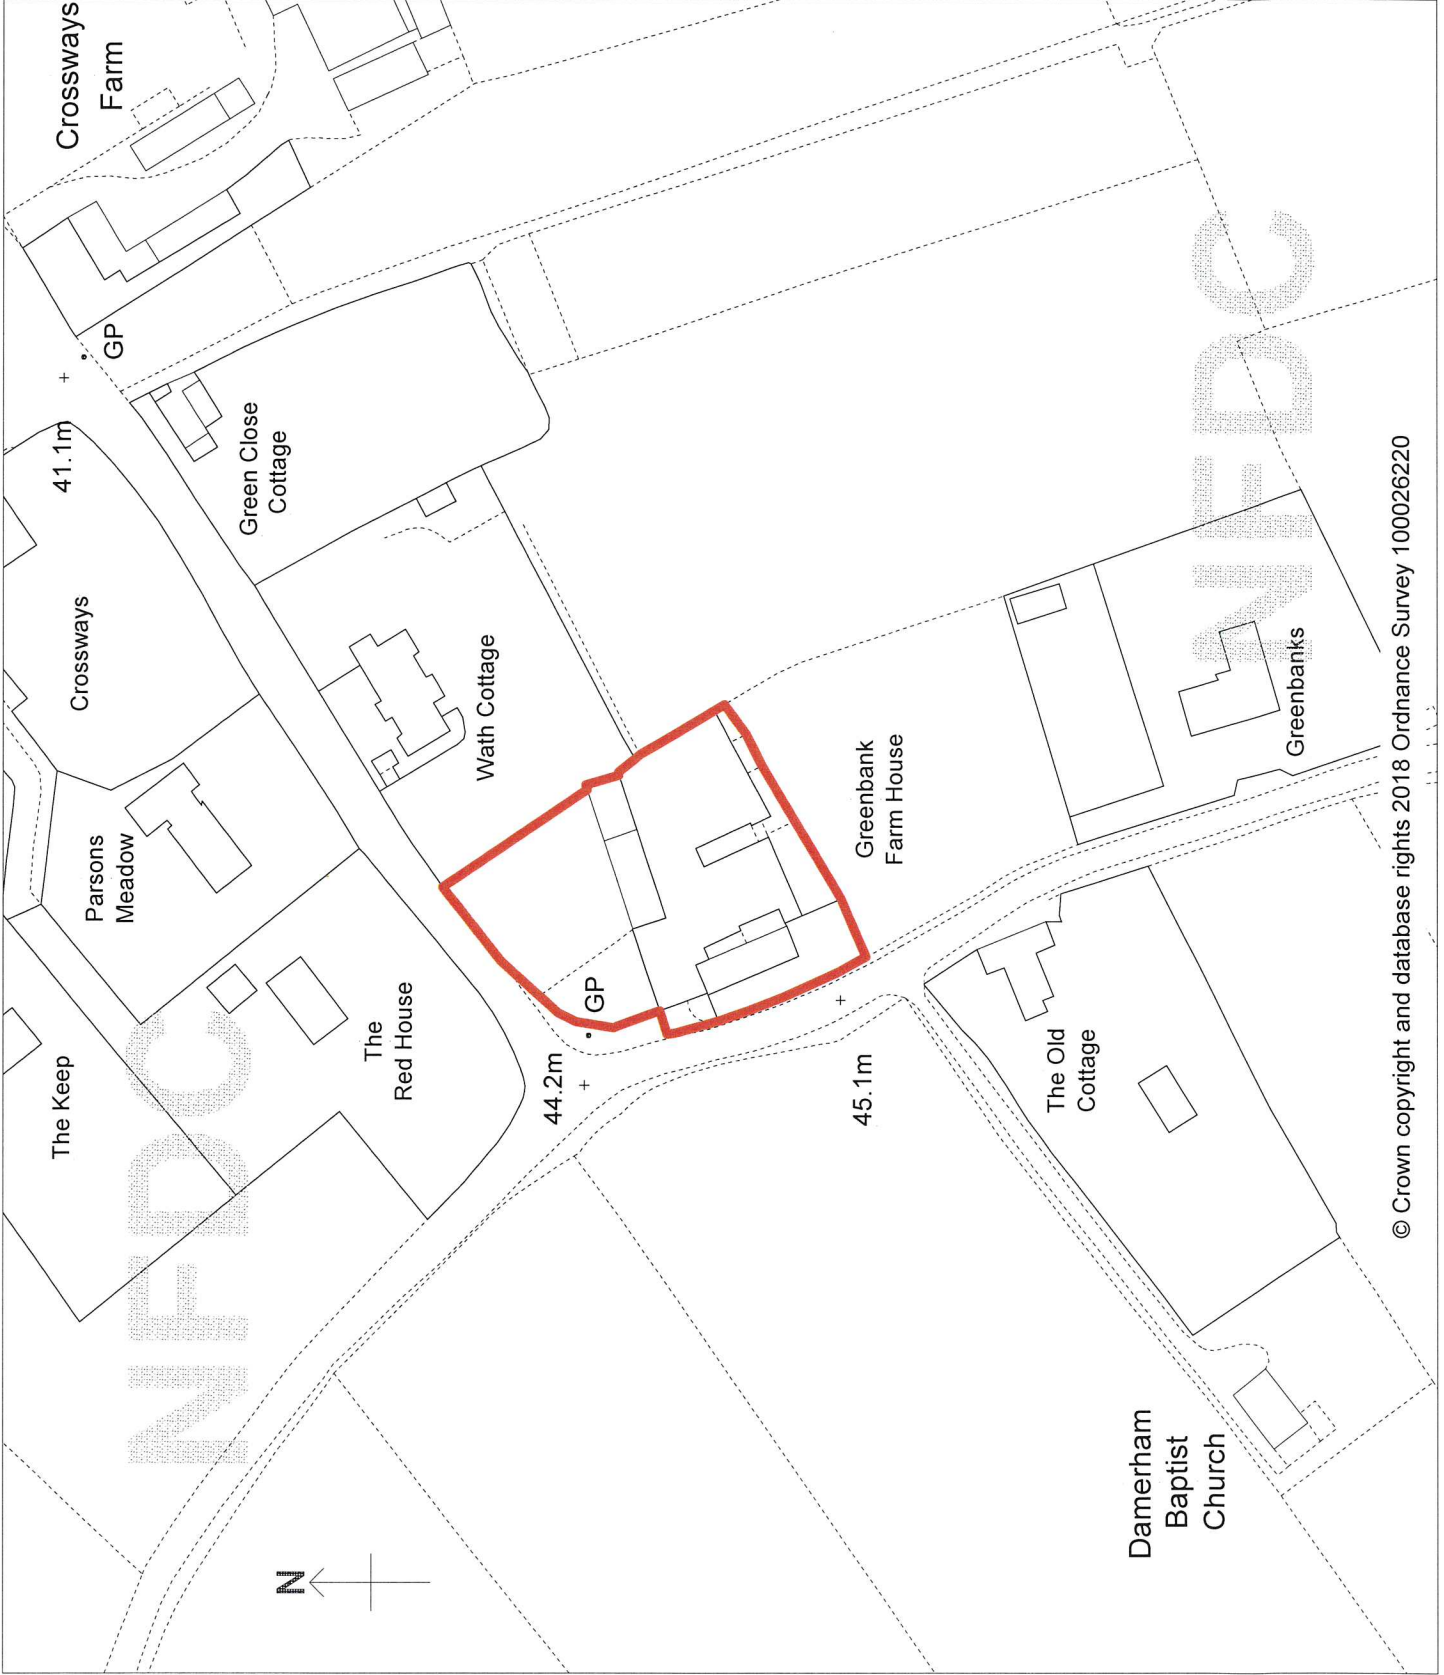 Crossways
Farm
GP
41.1m
Green Close
Cottage
Crossways
Wath Cottage
Parsons
Meadow
The
Red House
The Keep
NFDC
GP
44.2m
45.1m
Greenbank
Farm House
Greenbanks
NFDC
The Old
Cottage
Damerham
Baptist
Church
N
© Crown copyright and database rights 2018 Ordnance Survey 100026220